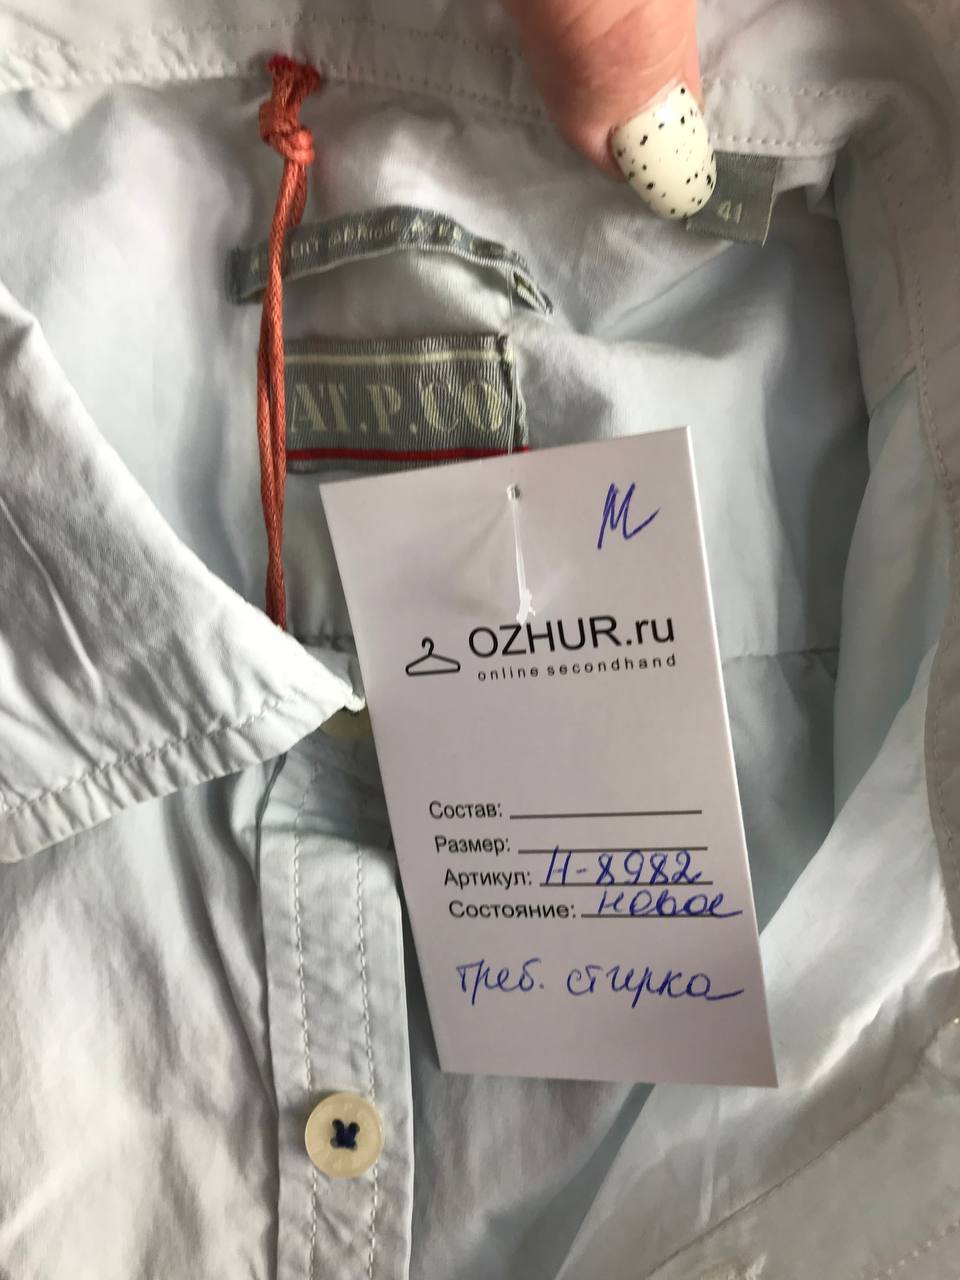 41
AT.P.CO
М
OZHUR.ru
online secondhand
Состав:
Размер:
Артикул: Н-8982
Состояние: новое
треб. стирка